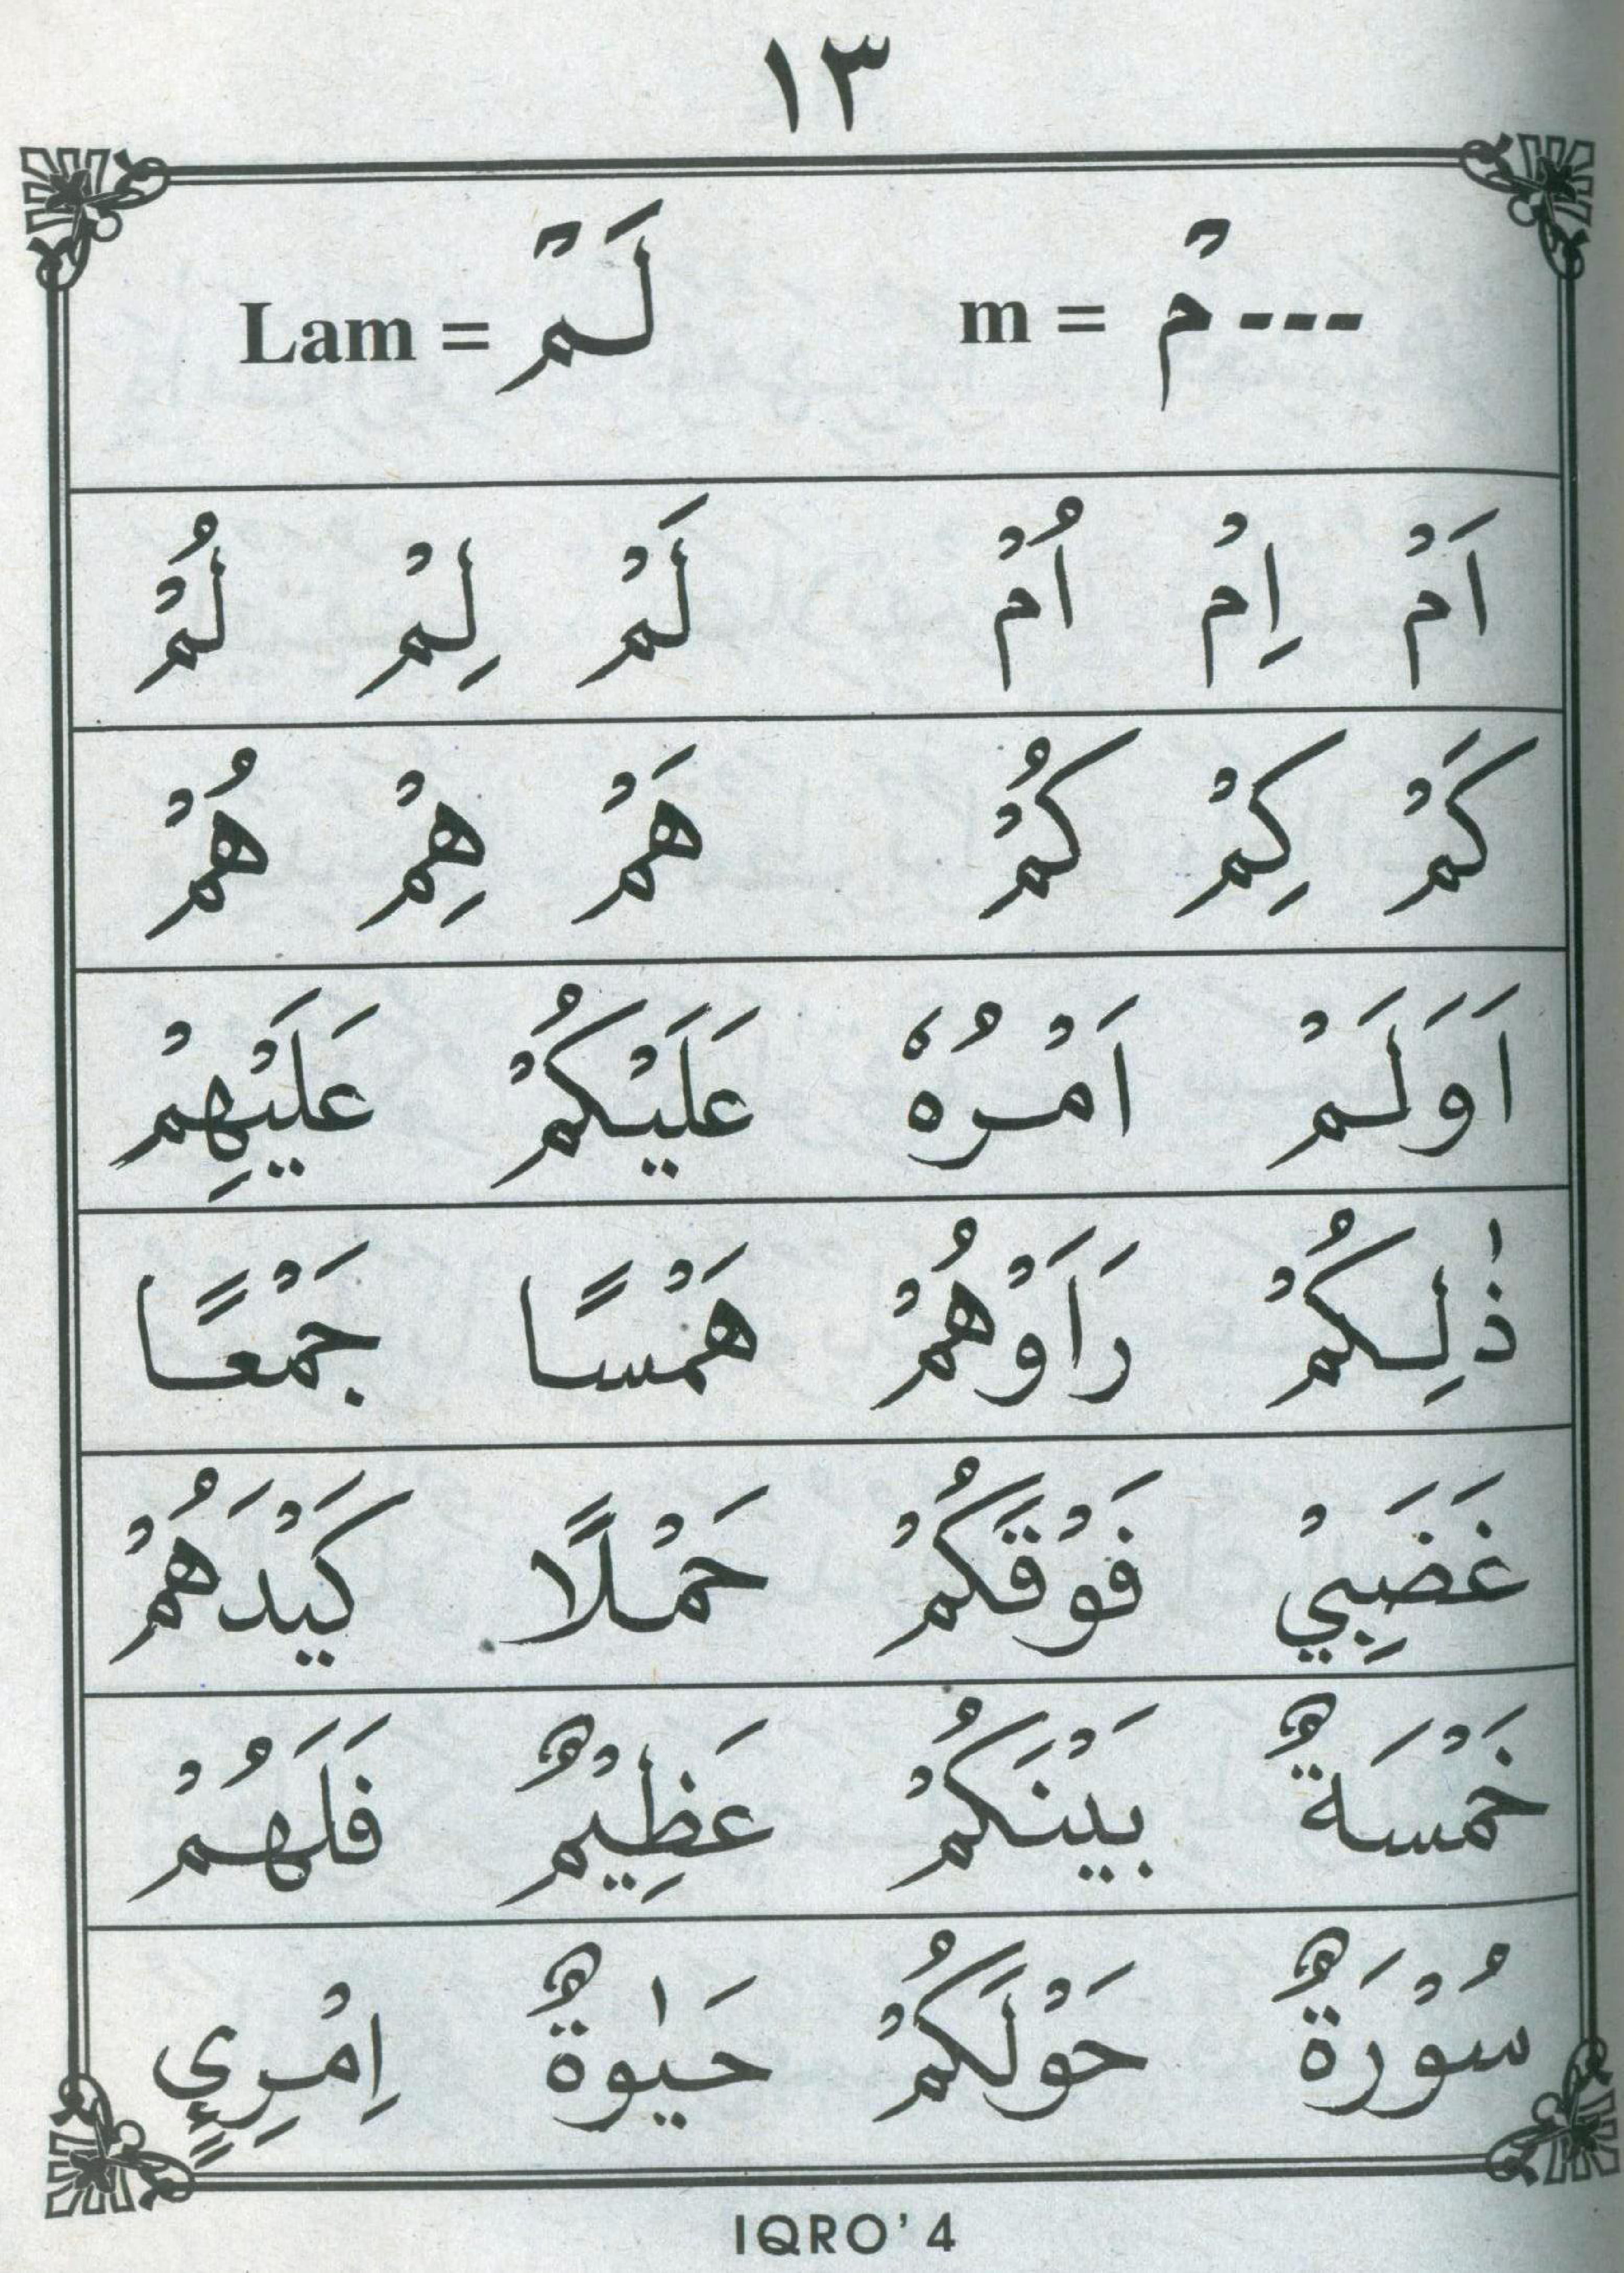 ١٣
---مْ = m لَمْ = Lam
اَمْ اِمْ اُمْ لَمْ لِمْ لُمْ
كَمْ كِمْ كُمْ هَمْ هِمْ هُمْ
اَوَلَمْ اَمْرُهٗ عَلَيْكُمْ عَلَيْهِمْ
ذٰلِكُمْ رَاَوْهُمْ هَمْسًا جَمْعًا
غَضَبِيْ فَوْقَكُمْ حَمْلًا كَيْدَهُمْ
خَمْسَةٌ بَيْنَكُمْ عَظِيْمٌ فَلَهُمْ
سُوْرَةٌ حَوْلَكُمْ حَيٰوةٌ اِمْرِئٍ
IQRO' 4